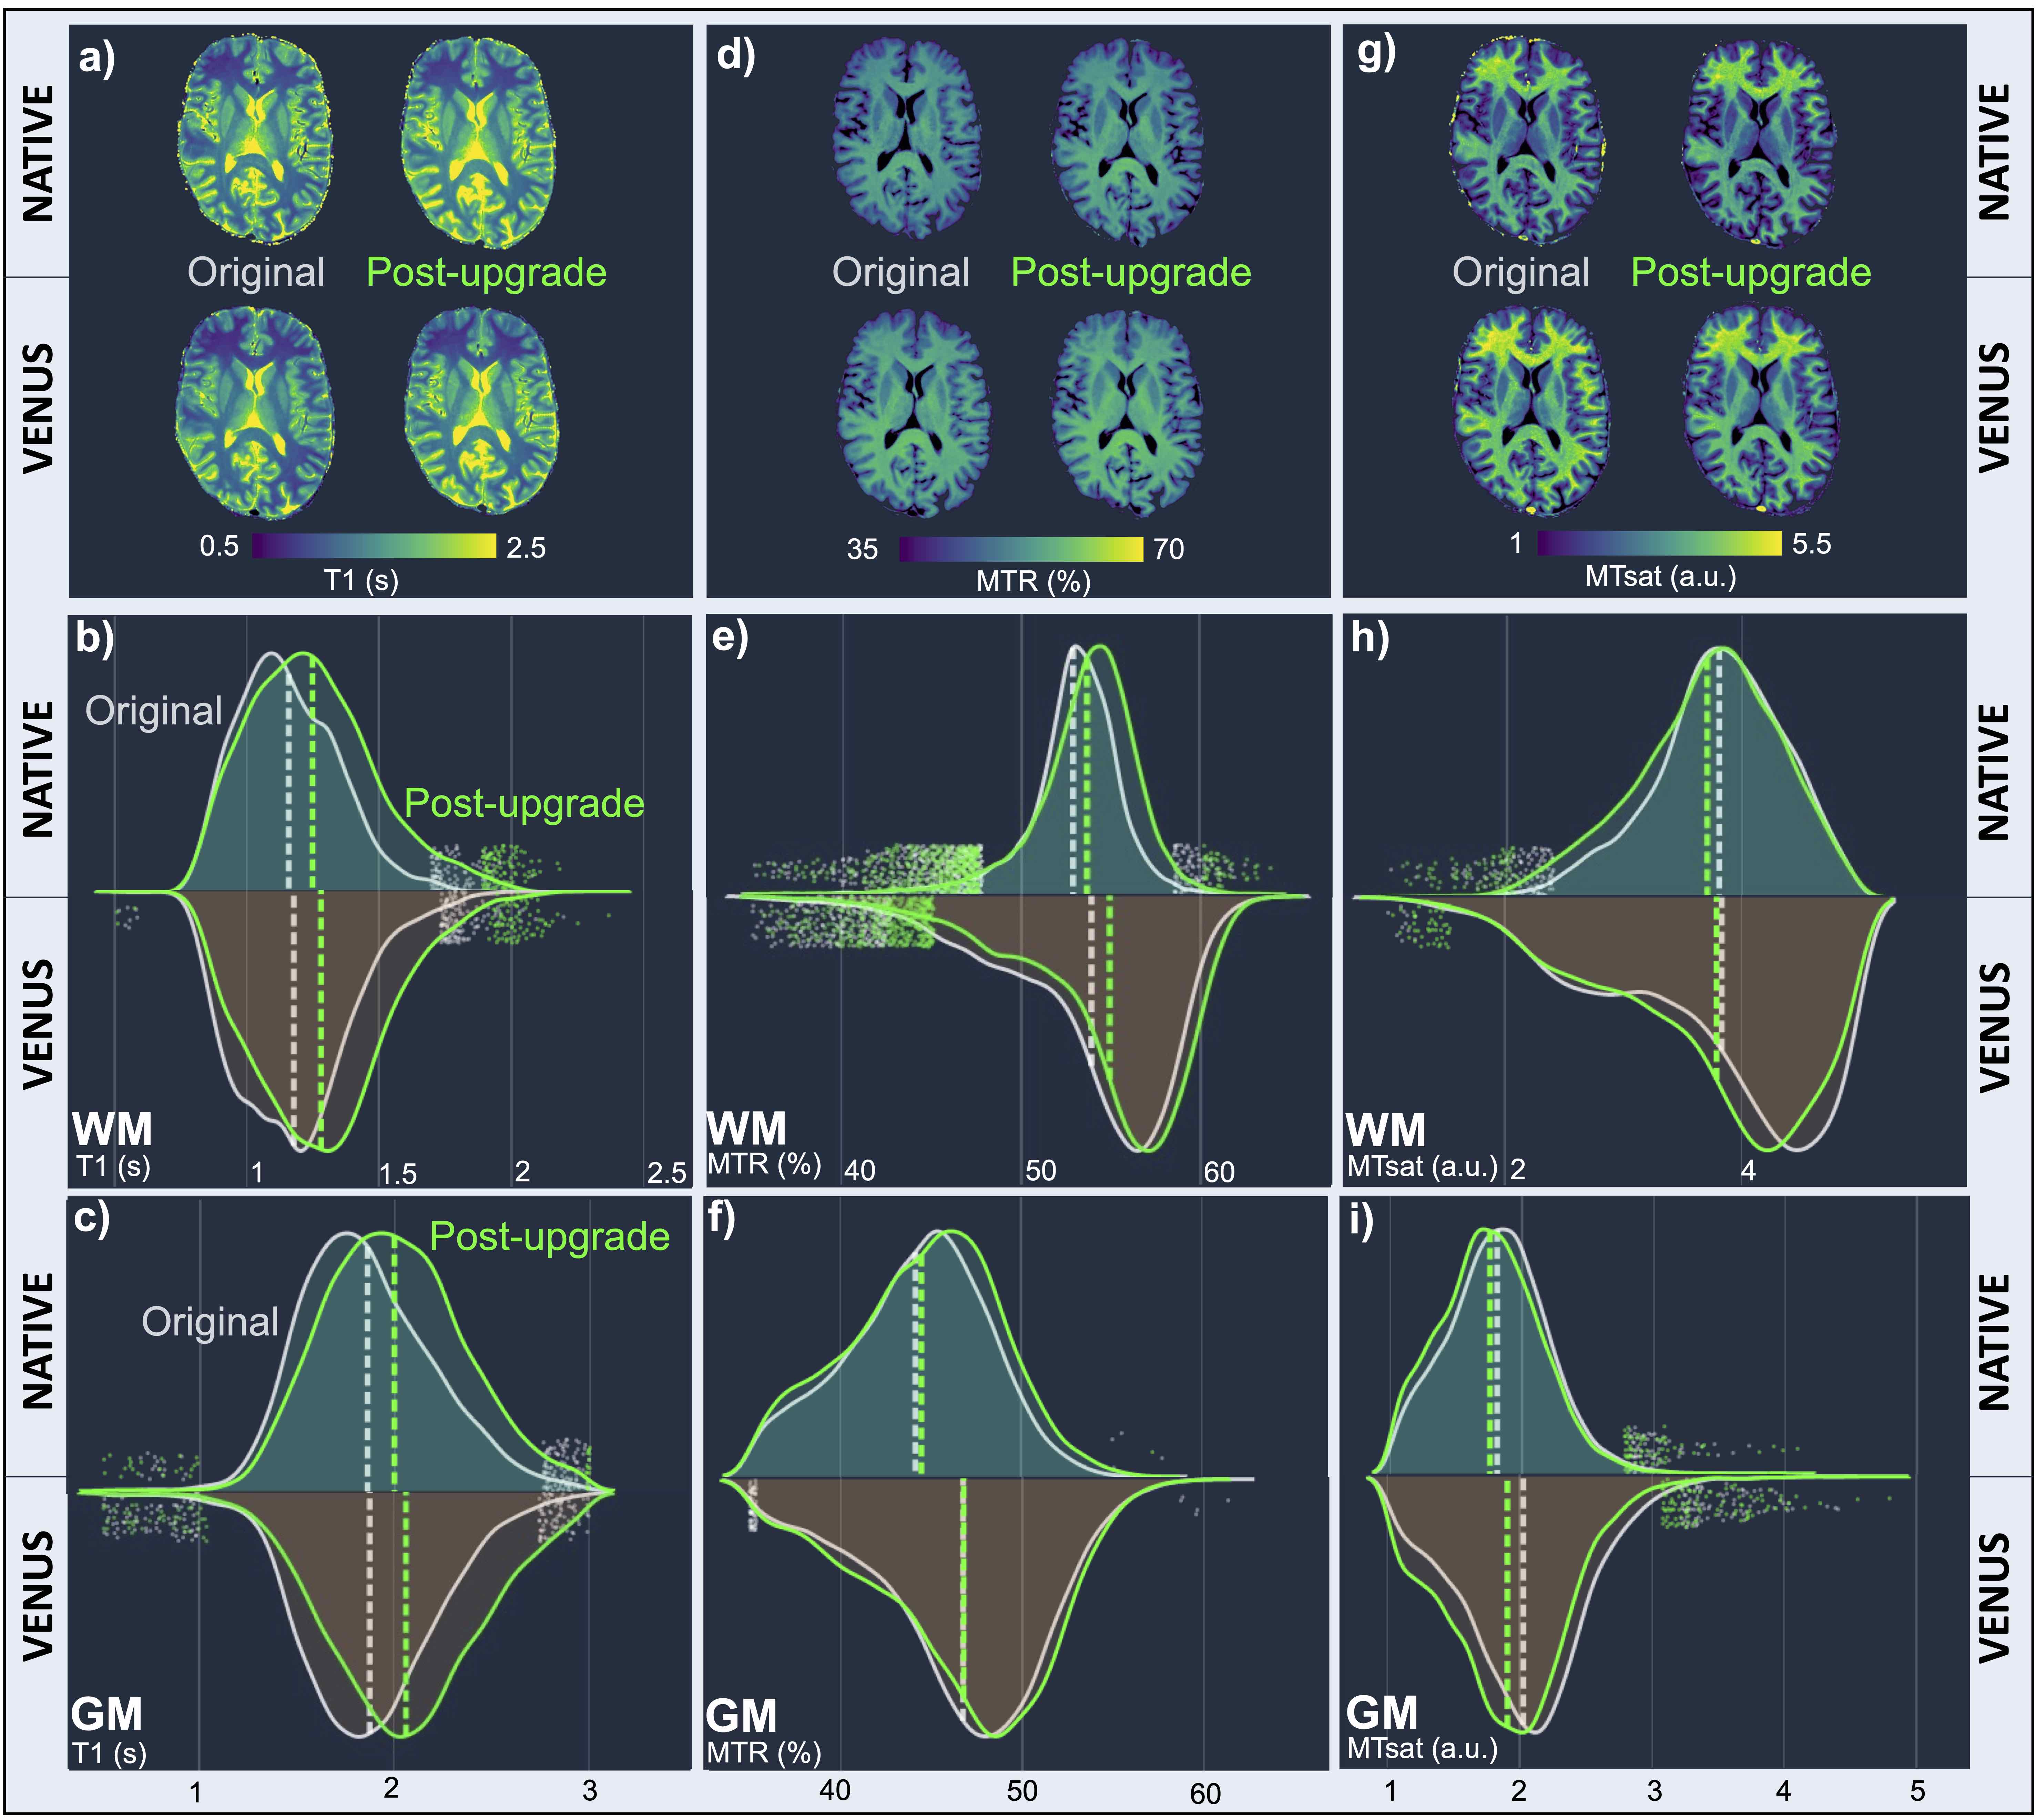 NATIVE
VENUS
NATIVE
VENUS
NATIVE
VENUS
a)
Original Post-upgrade
0.5 2.5
T1 (s)
d)
Original Post-upgrade
35 70
MTR (%)
g)
Original Post-upgrade
1 5.5
MTsat (a.u.)
b)
Original
Post-upgrade
WM
T1 (s) 1 1.5 2 2.5
e)
WM
MTR (%) 40 50 60
h)
WM
MTsat (a.u.) 2 4
c)
Post-upgrade
Original
GM
T1 (s)
1 2 3
f)
GM
MTR (%)
40 50 60
i)
GM
MTsat (a.u.)
1 2 3 4 5
NATIVE
VENUS
NATIVE
VENUS
NATIVE
VENUS